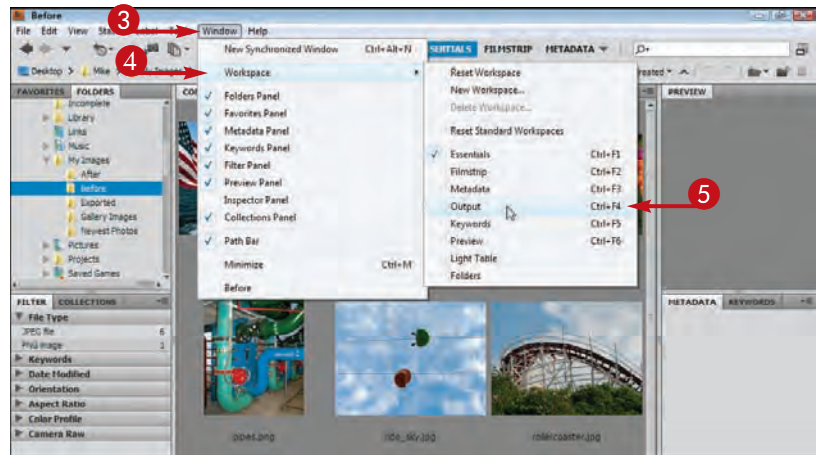 Before
File Edit View Window Help
3
4
New Synchronized Window Ctrl+Alt+N
Workspace
Folders Panel
Favorites Panel
Metadata Panel
Keywords Panel
Filter Panel
Preview Panel
Inspector Panel
Collections Panel
Path Bar
Minimize Ctrl+M
Before
FILMSTRIP METADATA
Reset Workspace
New Workspace...
Delete Workspace...
Reset Standard Workspaces
Essentials Ctrl+F1
Filmstrip Ctrl+F2
Metadata Ctrl+F3
Output Ctrl+F4
Keywords Ctrl+F5
Preview Ctrl+F6
Light Table
Folders
5
Desktop Mike
FAVORITES FOLDERS
Incomplete
Library
Links
Music
My Images
After
Before
Exported
Gallery Images
Newest Photos
Pictures
Projects
Saved Games
PREVIEW
FILTER COLLECTIONS
File Type
JPEG file 6
PNG image 1
Keywords
Date Modified
Orientation
Aspect Ratio
Color Profile
Camera Raw
METADATA KEYWORDS
pipes.png
ride_sky.jpg
rollercoaster.jpg